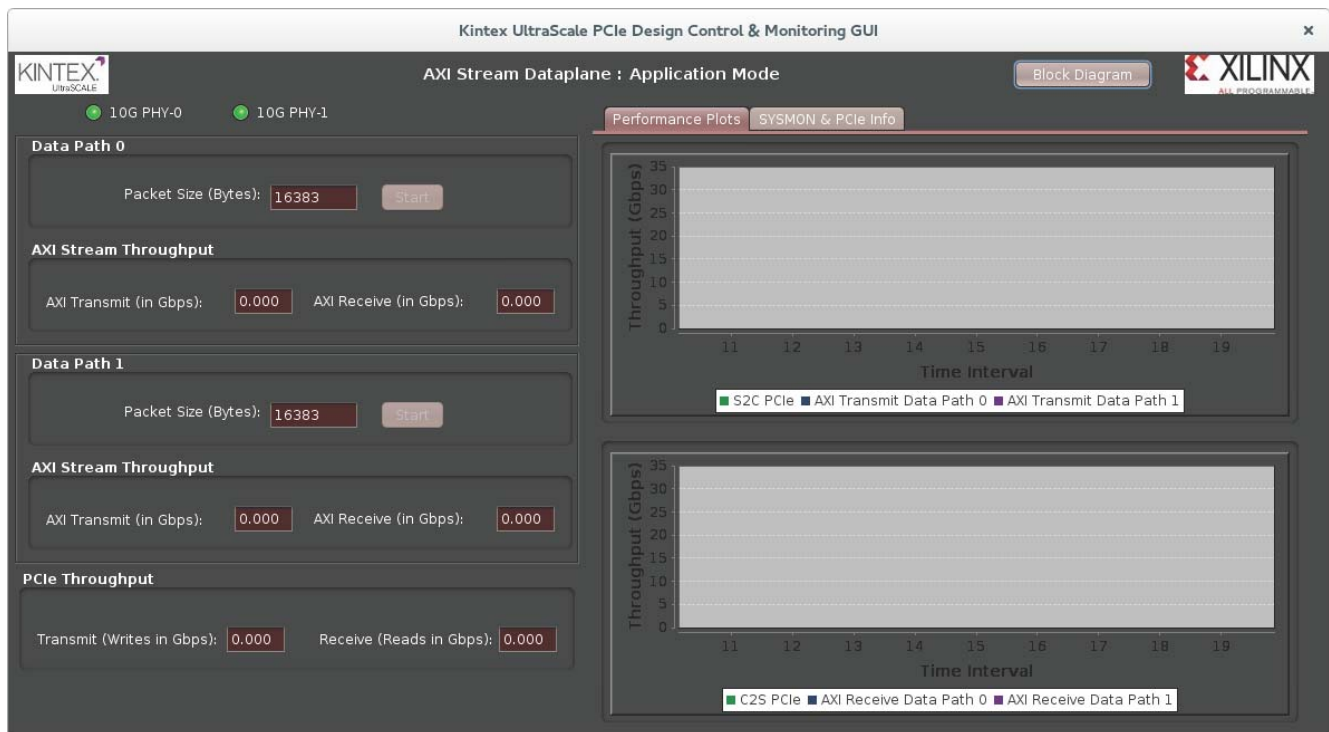 Kintex UltraScale PCIe Design Control & Monitoring GUI
x
KINTEX
UltraSCALE
AXI Stream Dataplane : Application Mode
Block Diagram
XILINX
ALL PROGRAMMABLE
10G PHY-0
10G PHY-1
Data Path 0
Packet Size (Bytes): 16383
Start
AXI Stream Throughput
AXI Transmit (in Gbps): 0.000
AXI Receive (in Gbps): 0.000
Data Path 1
Packet Size (Bytes): 16383
Start
AXI Stream Throughput
AXI Transmit (in Gbps): 0.000
AXI Receive (in Gbps): 0.000
PCIe Throughput
Transmit (Writes in Gbps): 0.000
Receive (Reads in Gbps): 0.000
Performance Plots
SYSMON & PCIe Info
Throughput (Gbps)
35
30
25
20
15
10
5
0
11 12 13 14 15 16 17 18 19
Time Interval
S2C PCIe AXI Transmit Data Path 0 AXI Transmit Data Path 1
Throughput (Gbps)
35
30
25
20
15
10
5
0
11 12 13 14 15 16 17 18 19
Time Interval
C2S PCIe AXI Receive Data Path 0 AXI Receive Data Path 1